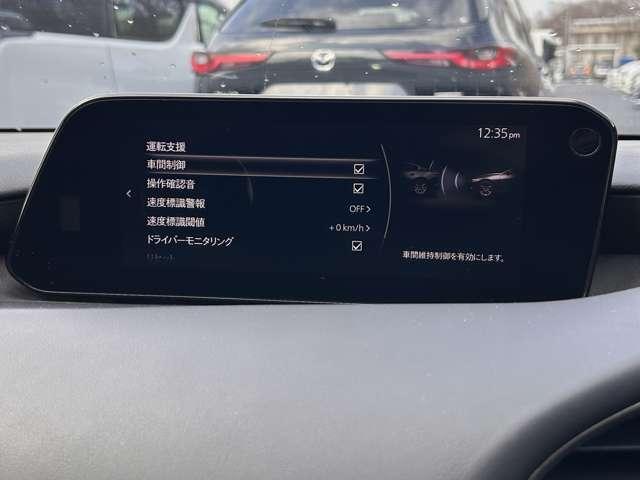 12:35pm
運転支援
車間制御
操作確認音
速度標識警報 OFF
速度標識閾値 +0 km/h
ドライバーモニタリング
車間維持制御を有効にします。